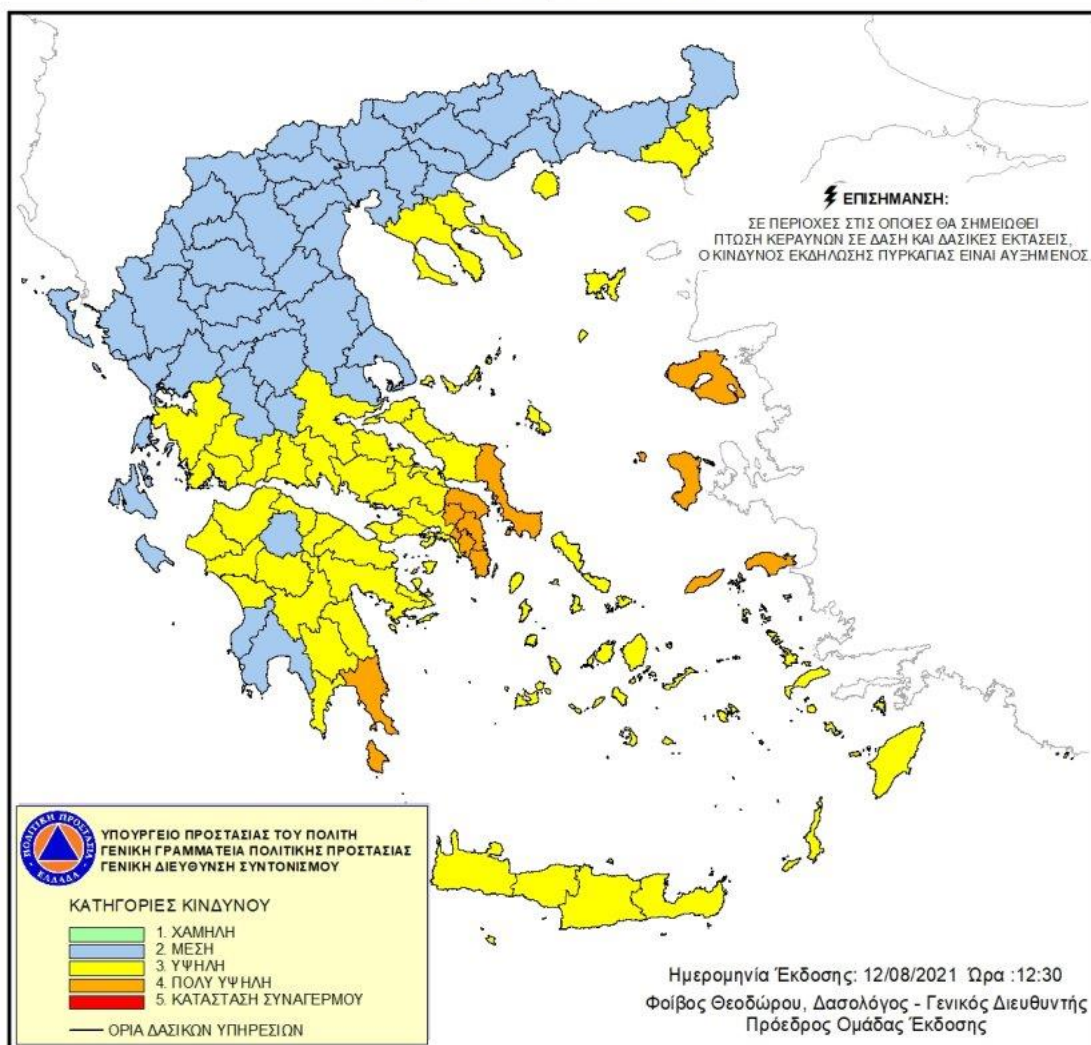 ΕΠΙΣΗΜΑΝΣΗ:
ΣΕ ΠΕΡΙΟΧΕΣ ΣΤΙΣ ΟΠΟΙΕΣ ΘΑ ΣΗΜΕΙΩΘΕΙ
ΠΤΩΣΗ ΚΕΡΑΥΝΩΝ ΣΕ ΔΑΣΗ ΚΑΙ ΔΑΣΙΚΕΣ ΕΚΤΑΣΕΙΣ,
Ο ΚΙΝΔΥΝΟΣ ΕΚΔΗΛΩΣΗΣ ΠΥΡΚΑΓΙΑΣ ΕΙΝΑΙ ΑΥΞΗΜΕΝΟΣ.
ΠΟΛΙΤΙΚΗ ΠΡΟΣΤΑΣΙΑ
ΕΛΛΑΔΑ
ΥΠΟΥΡΓΕΙΟ ΠΡΟΣΤΑΣΙΑΣ ΤΟΥ ΠΟΛΙΤΗ
ΓΕΝΙΚΗ ΓΡΑΜΜΑΤΕΙΑ ΠΟΛΙΤΙΚΗΣ ΠΡΟΣΤΑΣΙΑΣ
ΓΕΝΙΚΗ ΔΙΕΥΘΥΝΣΗ ΣΥΝΤΟΝΙΣΜΟΥ
ΚΑΤΗΓΟΡΙΕΣ ΚΙΝΔΥΝΟΥ
1. ΧΑΜΗΛΗ
2. ΜΕΣΗ
3. ΥΨΗΛΗ
4. ΠΟΛΥ ΥΨΗΛΗ
5. ΚΑΤΑΣΤΑΣΗ ΣΥΝΑΓΕΡΜΟΥ
ΟΡΙΑ ΔΑΣΙΚΩΝ ΥΠΗΡΕΣΙΩΝ
Ημερομηνία Έκδοσης: 12/08/2021 Ώρα :12:30
Φοίβος Θεοδώρου, Δασολόγος - Γενικός Διευθυντής
Πρόεδρος Ομάδας Έκδοσης